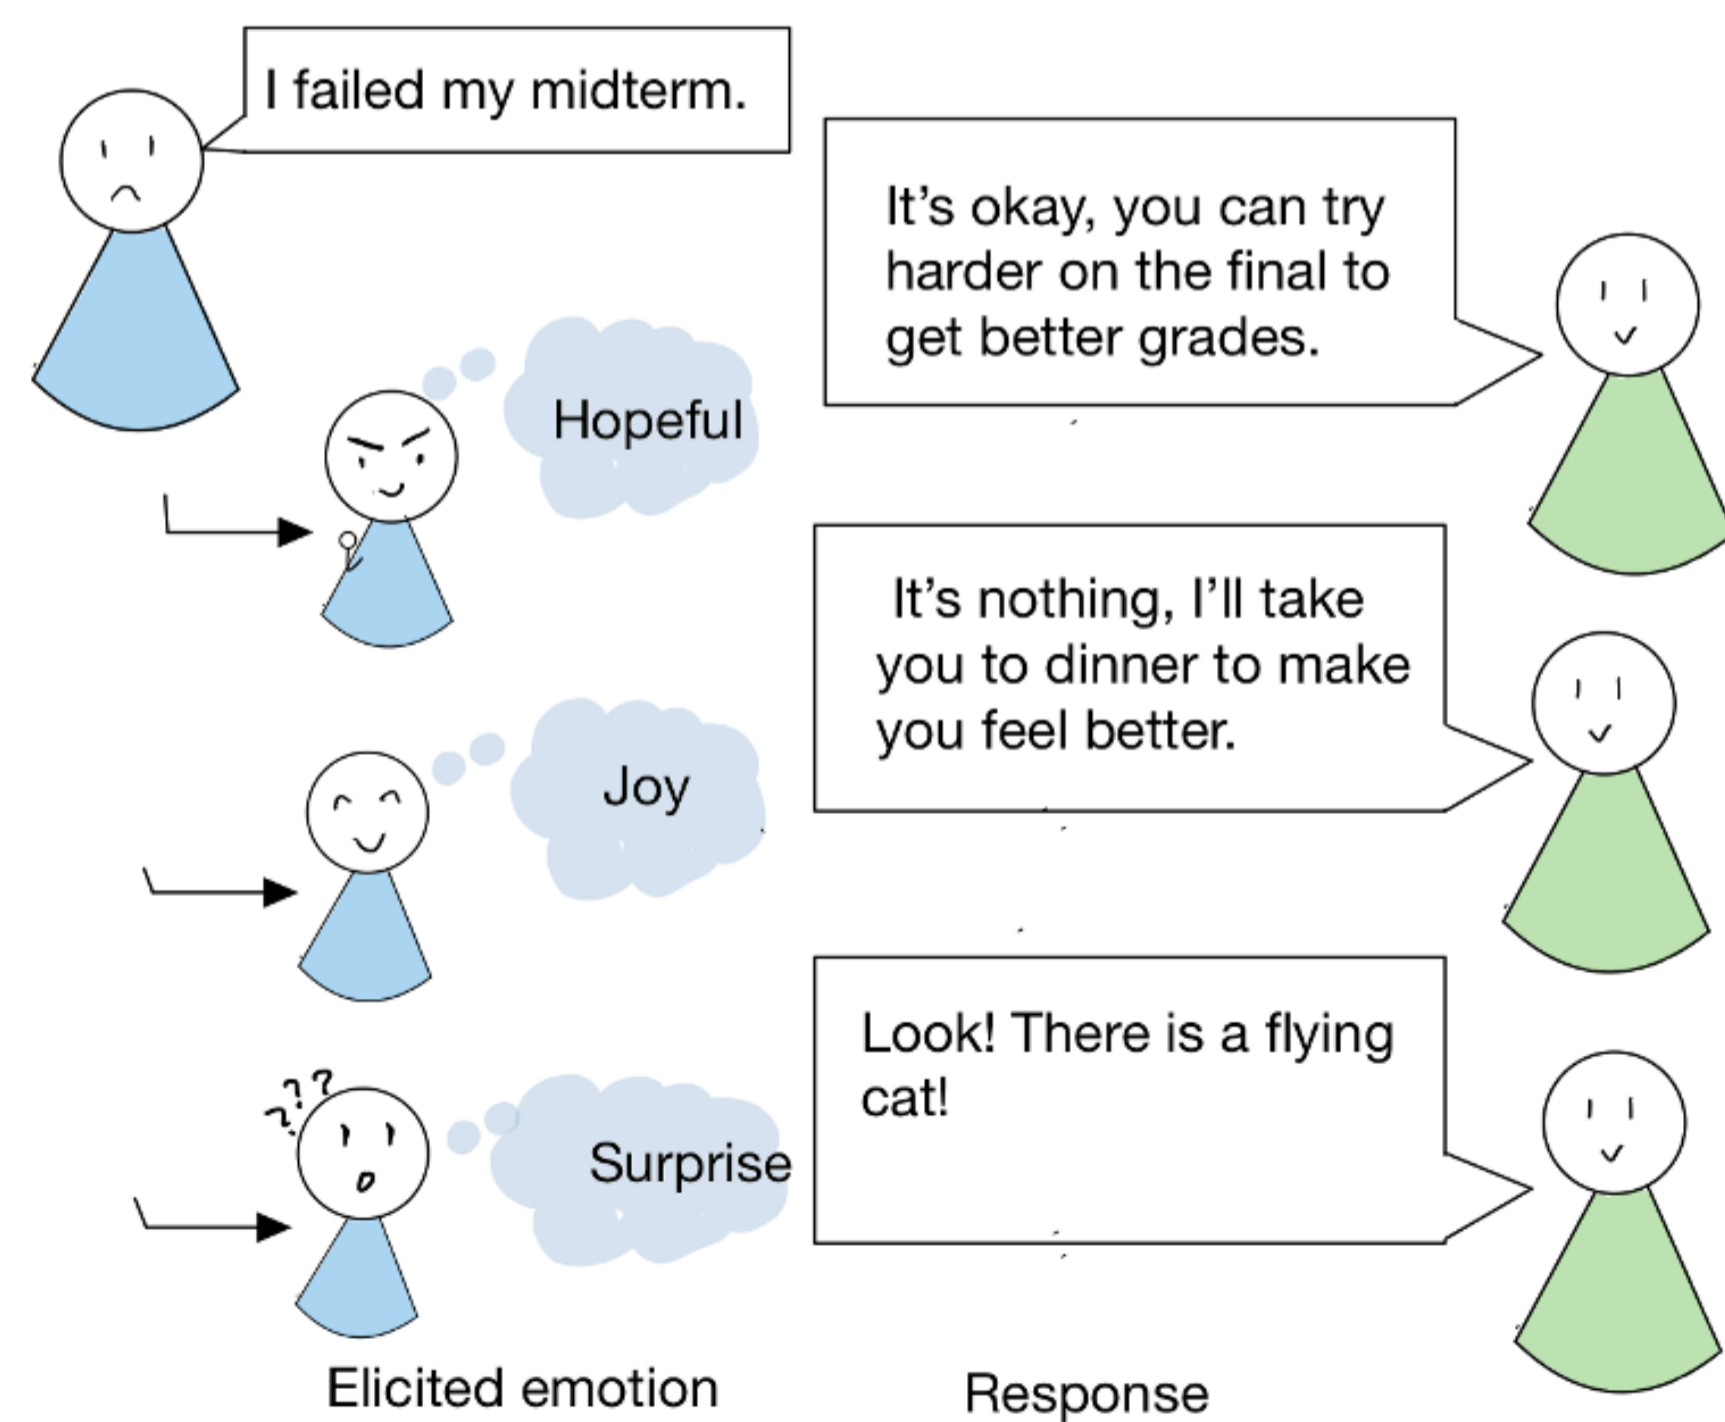 I failed my midterm.
It’s okay, you can try
harder on the final to
get better grades.
Hopeful
It’s nothing, I’ll take
you to dinner to make
you feel better.
Joy
Look! There is a flying
cat!
???
Surprise
Elicited emotion
Response